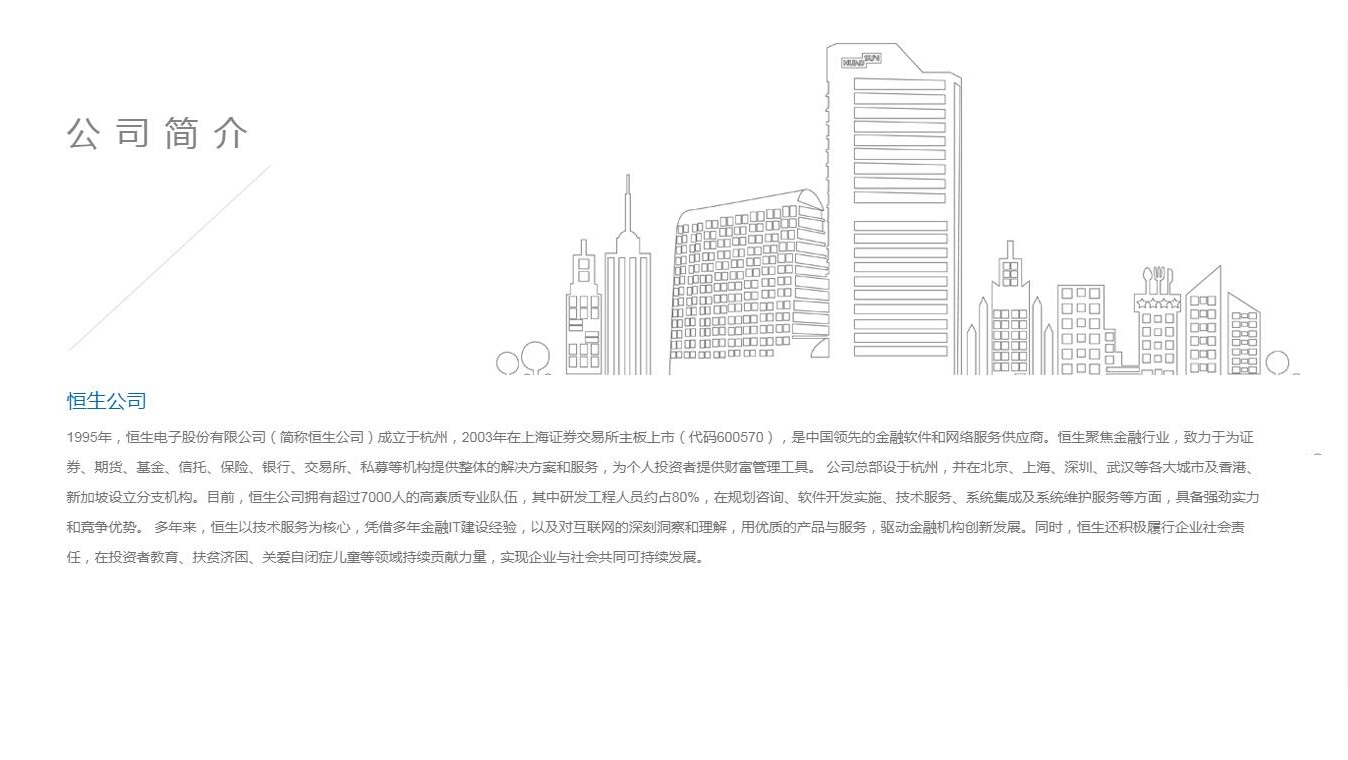 HUND SUN
公司简介
恒生公司
1995年，恒生电子股份有限公司（简称恒生公司）成立于杭州，2003年在上海证券交易所主板上市（代码600570），是中国领先的金融软件和网络服务供应商。恒生聚焦金融行业，致力于为证
券、期货、基金、信托、保险、银行、交易所、私募等机构提供整体的解决方案和服务，为个人投资者提供财富管理工具。 公司总部设于杭州，并在北京、上海、深圳、武汉等各大城市及香港、
新加坡设立分支机构。目前，恒生公司拥有超过7000人的高素质专业队伍，其中研发工程人员约占80%，在规划咨询、软件开发实施、技术服务、系统集成及系统维护服务等方面，具备强劲实力
和竞争优势。 多年来，恒生以技术服务为核心，凭借多年金融IT建设经验，以及对互联网的深刻洞察和理解，用优质的产品与服务，驱动金融机构创新发展。同时，恒生还积极履行企业社会责
任，在投资者教育、扶贫济困、关爱自闭症儿童等领域持续贡献力量，实现企业与社会共同可持续发展。